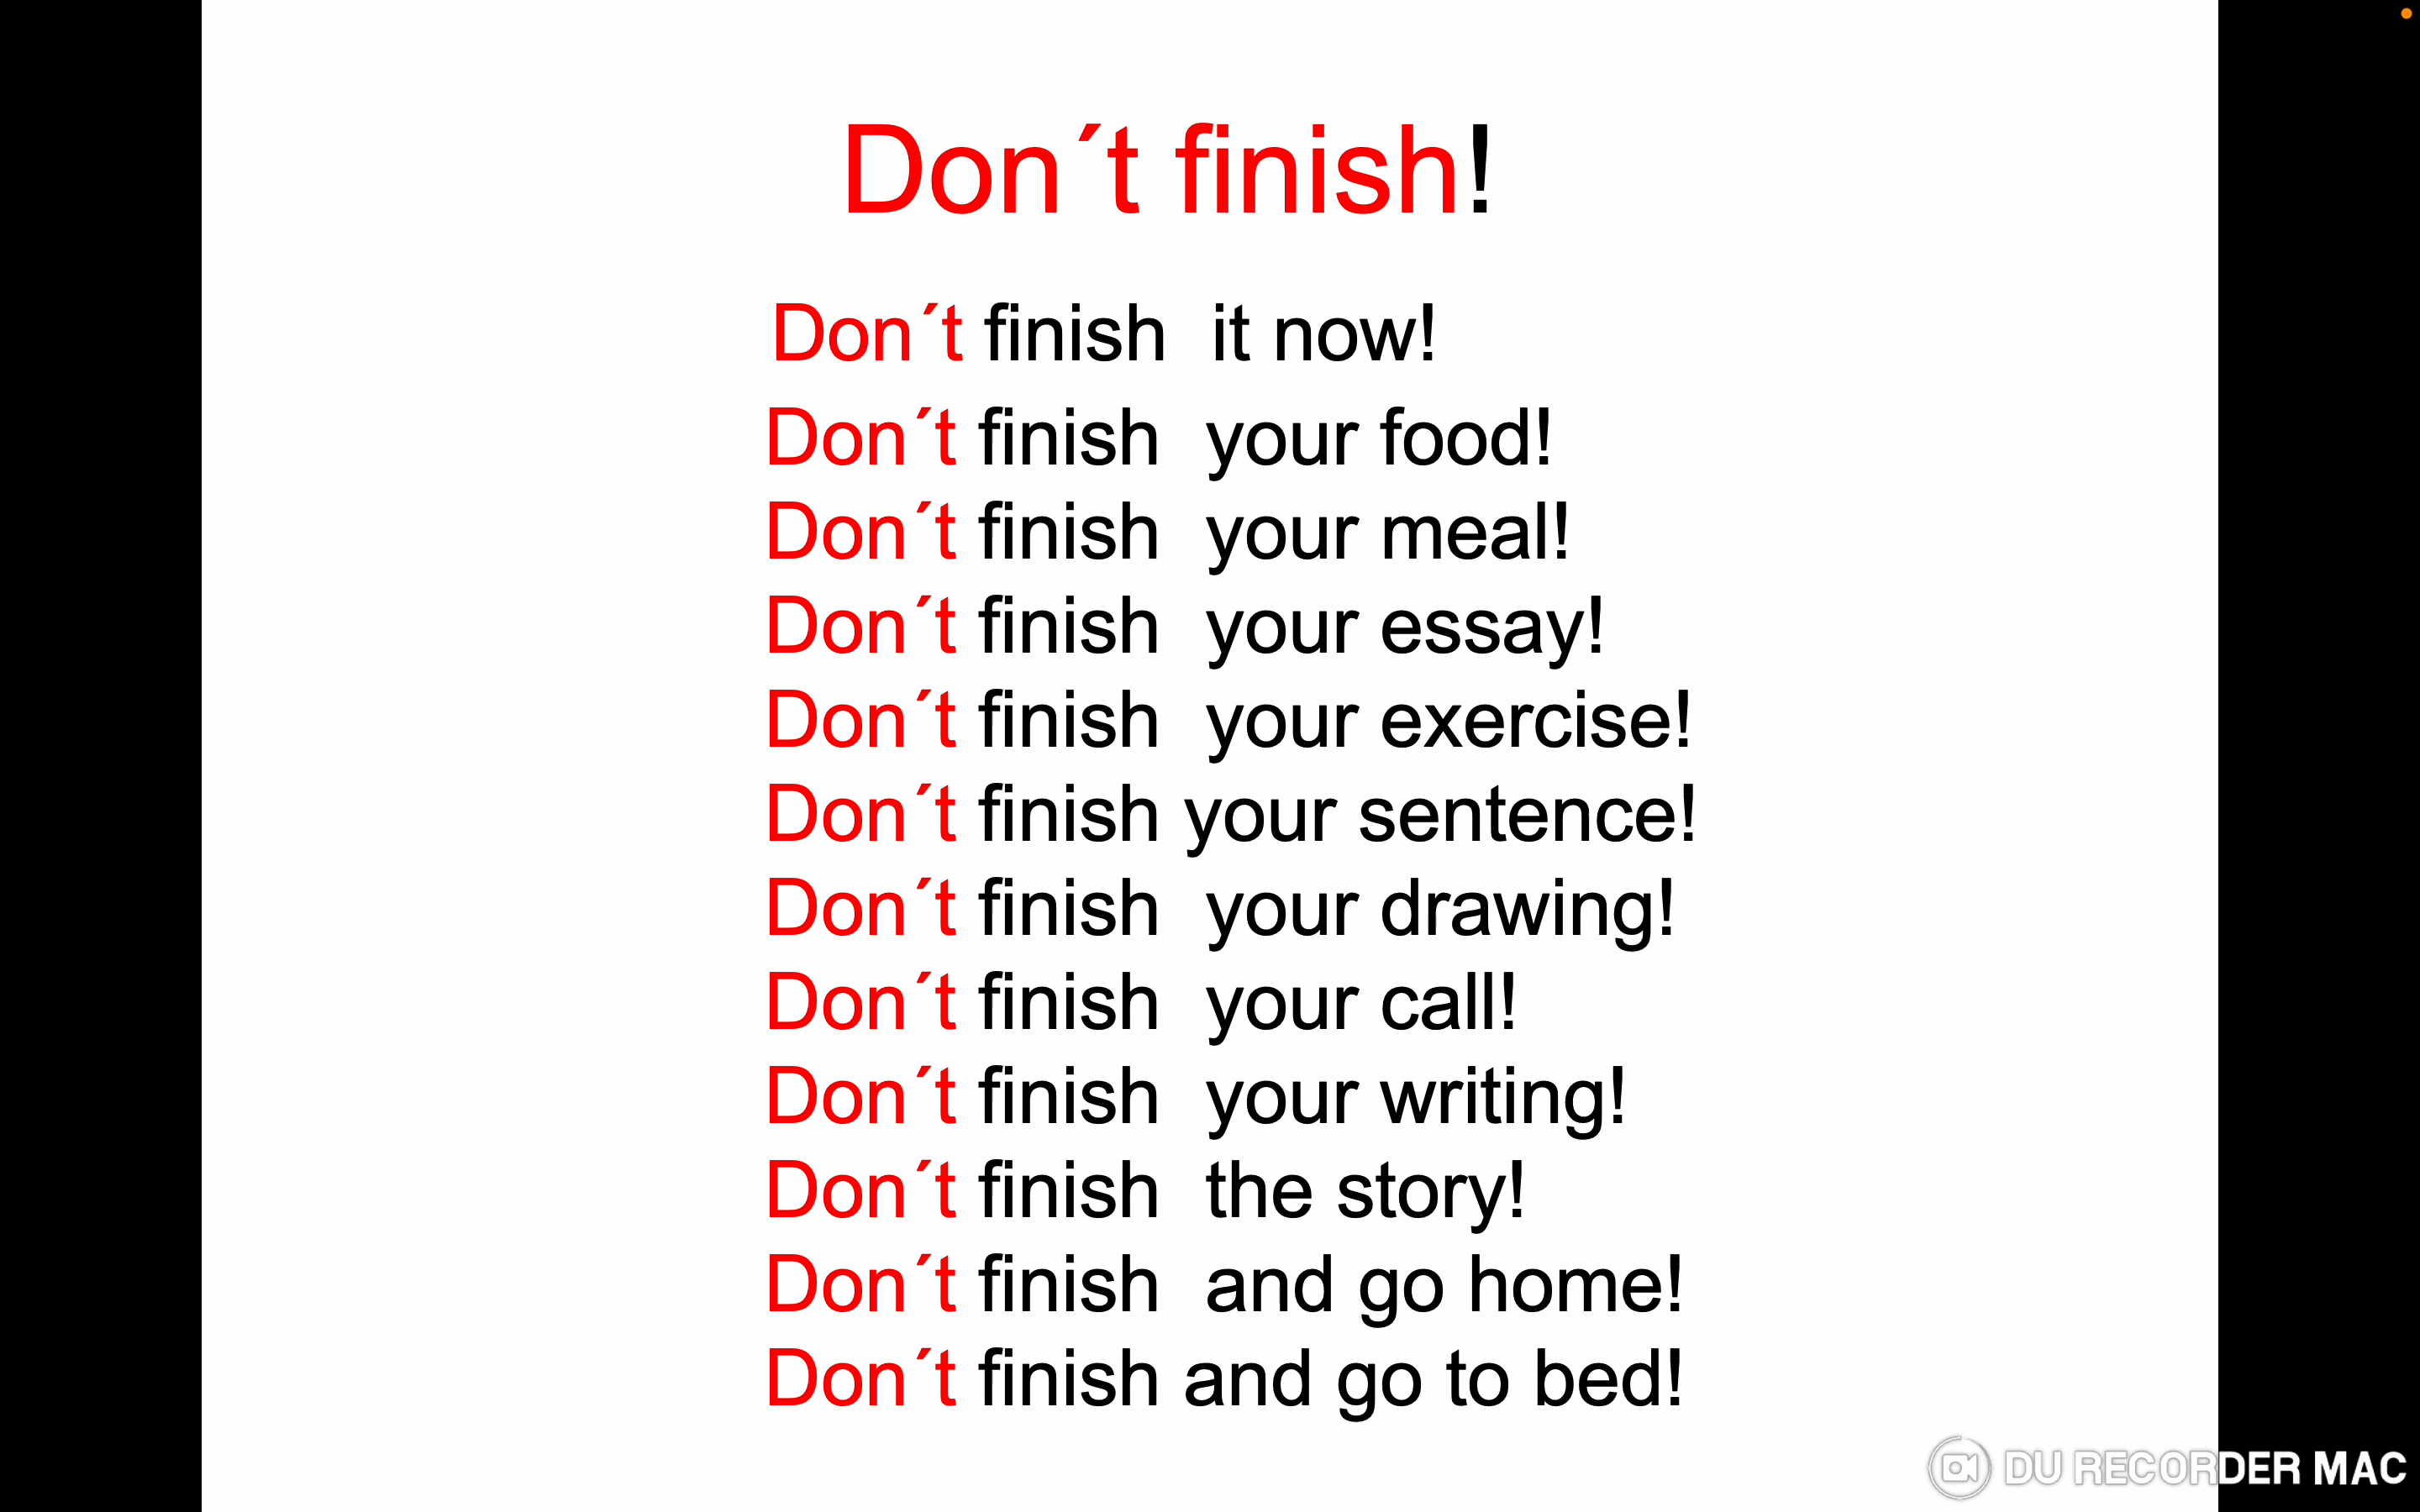 Don´t finish!
Don´t finish  it now!
Don´t finish  your food!
Don´t finish  your meal!
Don´t finish  your essay!
Don´t finish  your exercise!
Don´t finish your sentence!
Don´t finish  your drawing!
Don´t finish  your call!
Don´t finish  your writing!
Don´t finish  the story!
Don´t finish  and go home!
Don´t finish and go to bed!
DU RECORDER MAC